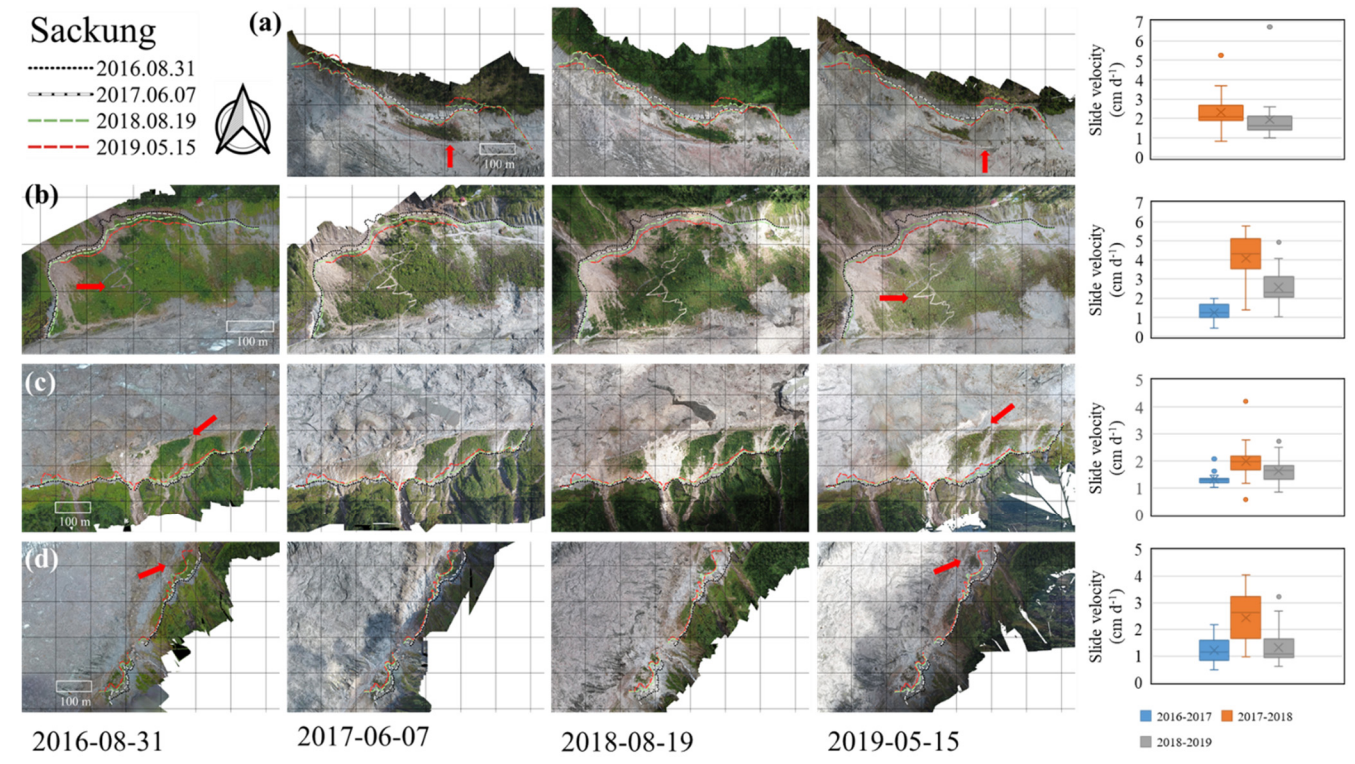 Sackung
2016.08.31
2017.06.07
2018.08.19
2019.05.15
(a)
100 m
Slide velocity
(cm d-1)
7
6
5
4
3
2
1
0
(b)
100 m
100 m
Slide velocity
(cm d-1)
7
6
5
4
3
2
1
0
(c)
100 m
Slide velocity
(cm d-1)
5
4
3
2
1
0
(d)
100 m
Slide velocity
(cm d-1)
5
4
3
2
1
0
2016-08-31
2017-06-07
2018-08-19
2019-05-15
2016-2017
2017-2018
2018-2019